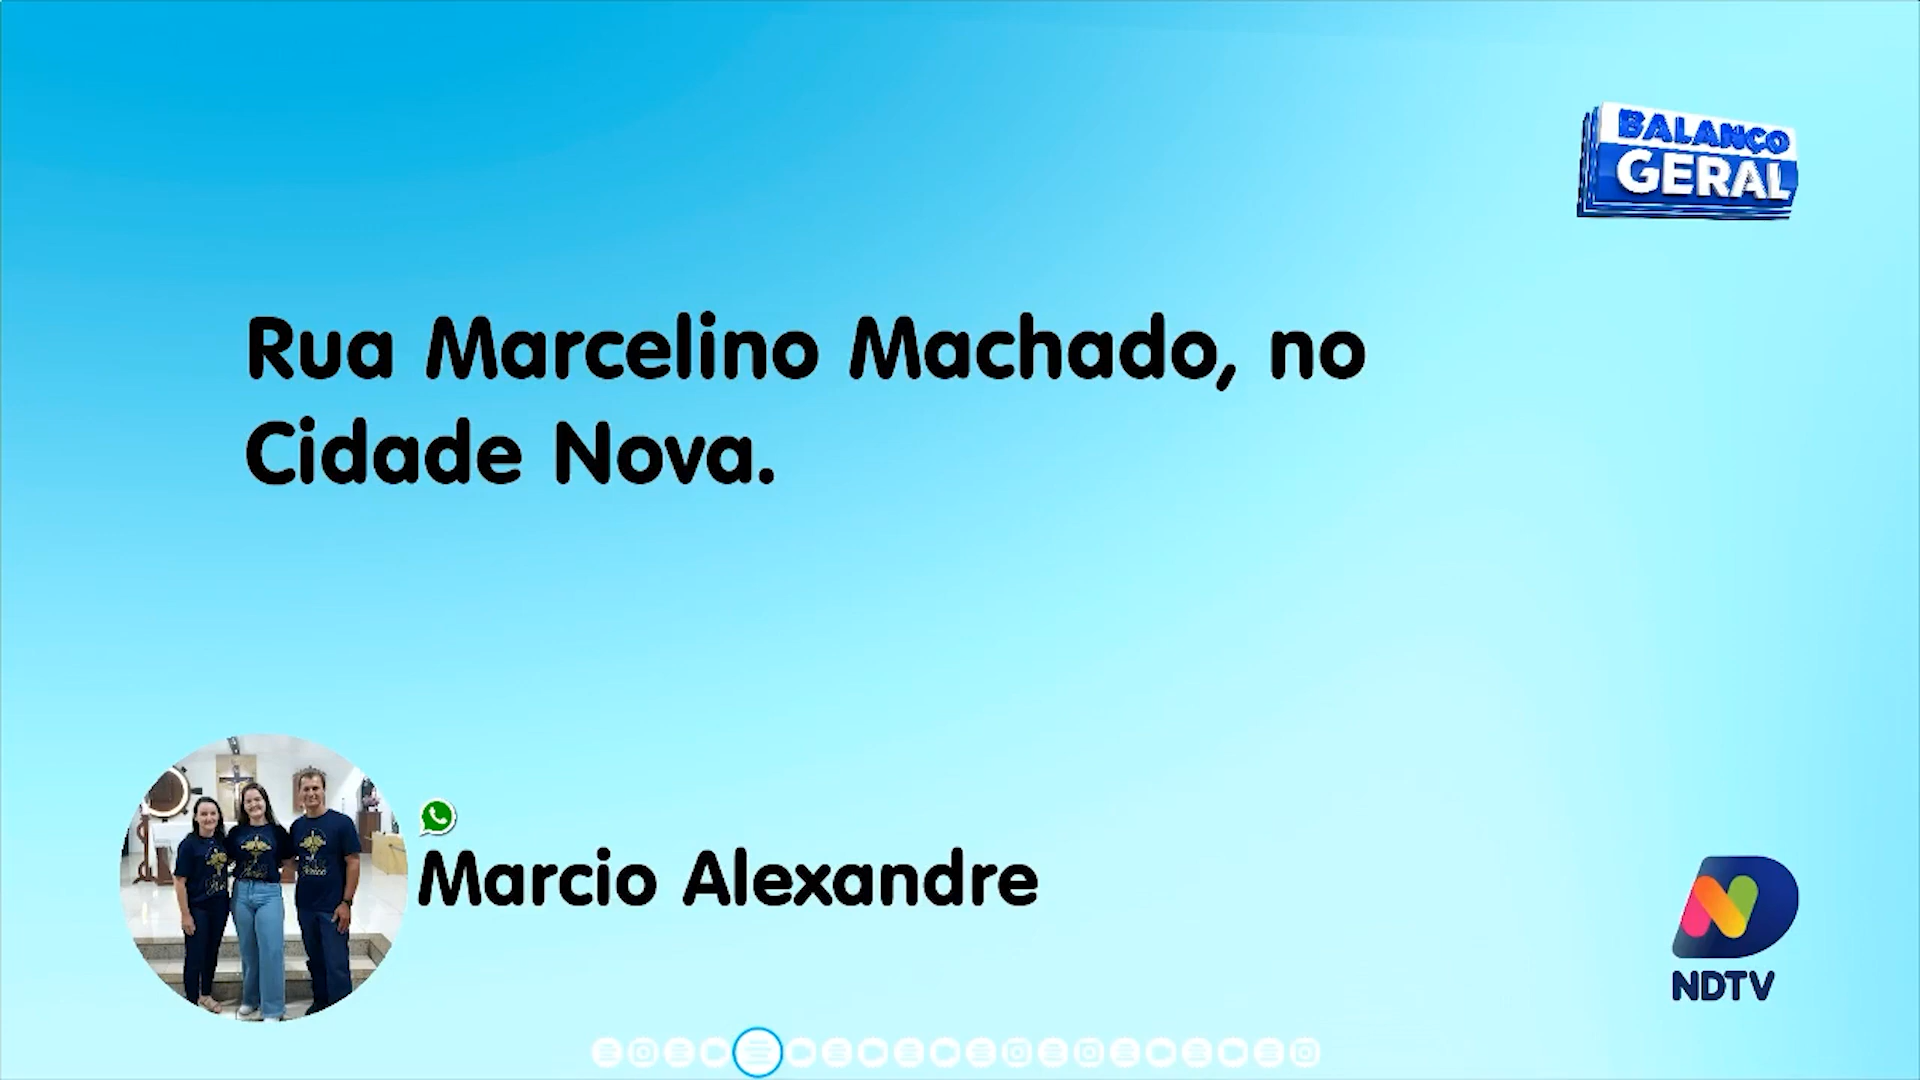 BALANÇO
GERAL
Rua Marcelino Machado, no
Cidade Nova.
Marcio Alexandre
NDTV